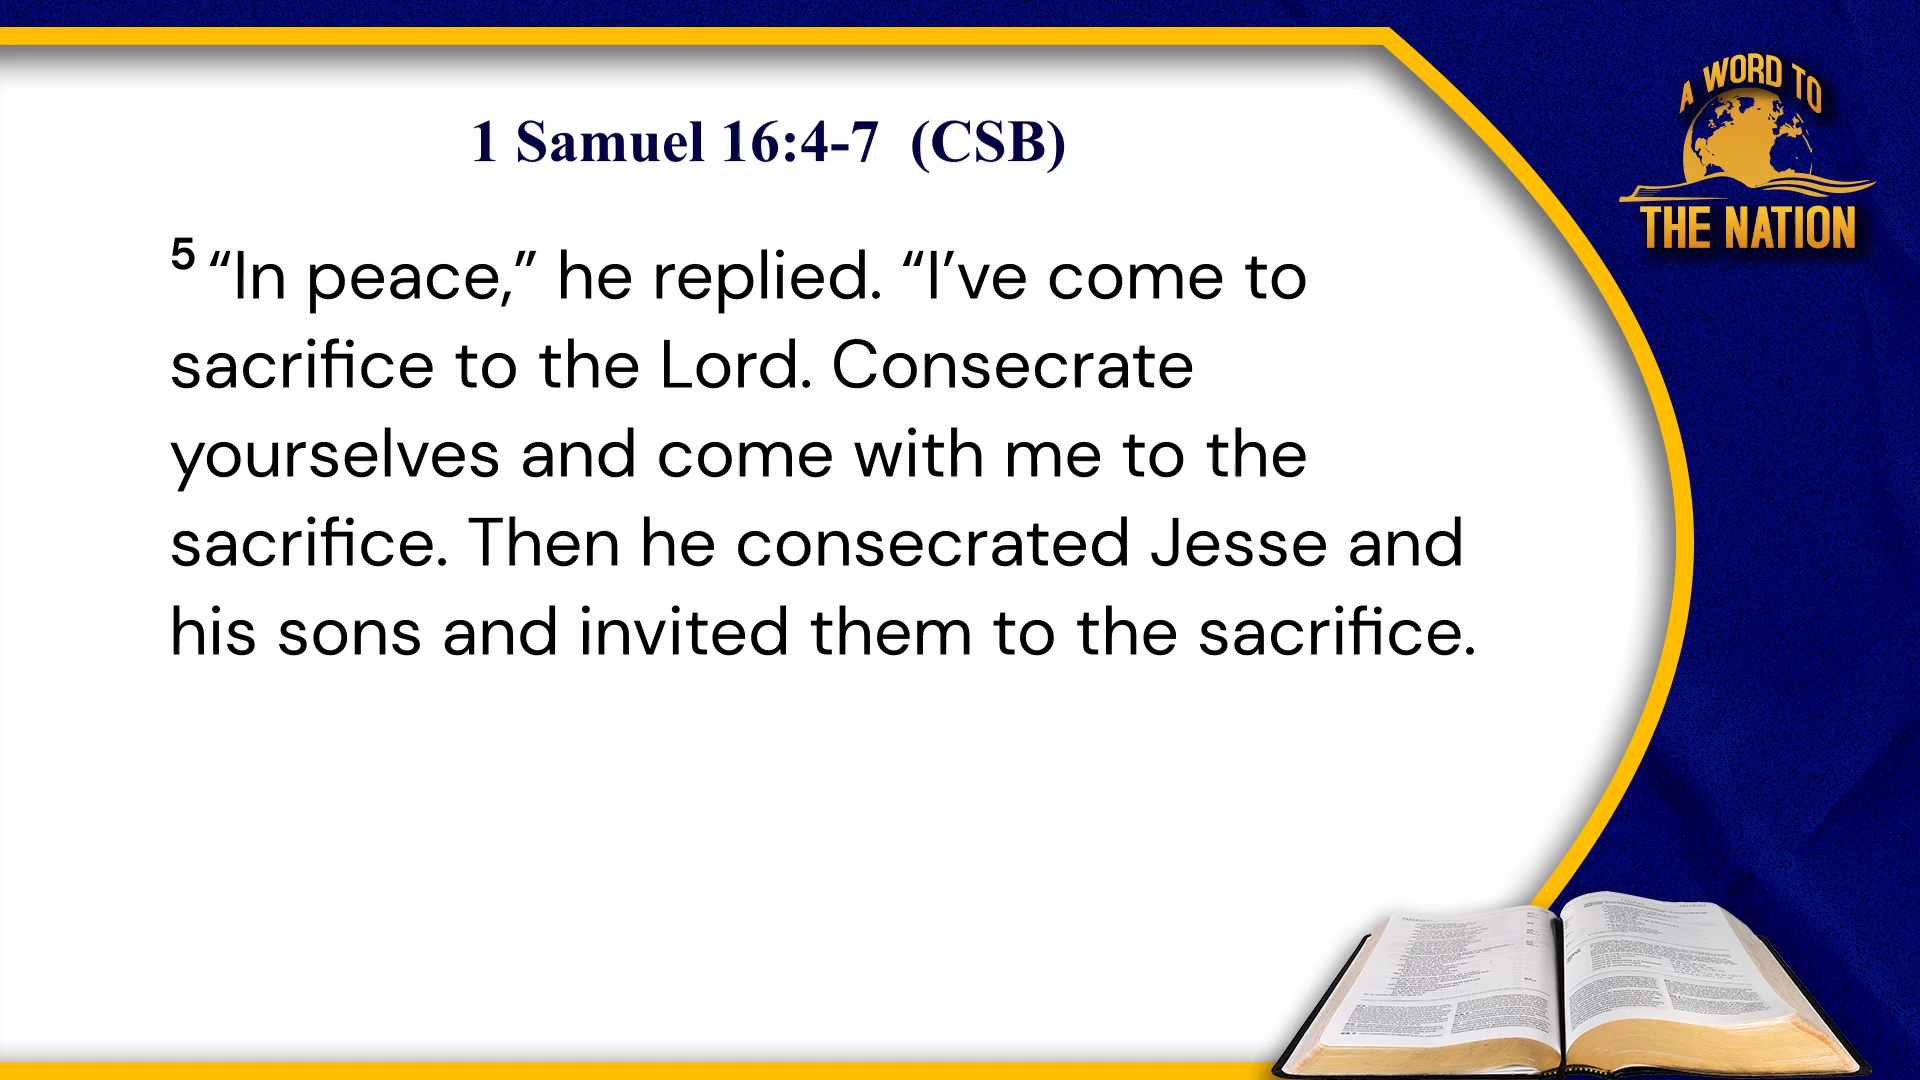 A WORD TO
THE NATION
1 Samuel 16:4-7 (CSB)
5 “In peace,” he replied. “I’ve come to
sacrifice to the Lord. Consecrate
yourselves and come with me to the
sacrifice. Then he consecrated Jesse and
his sons and invited them to the sacrifice.